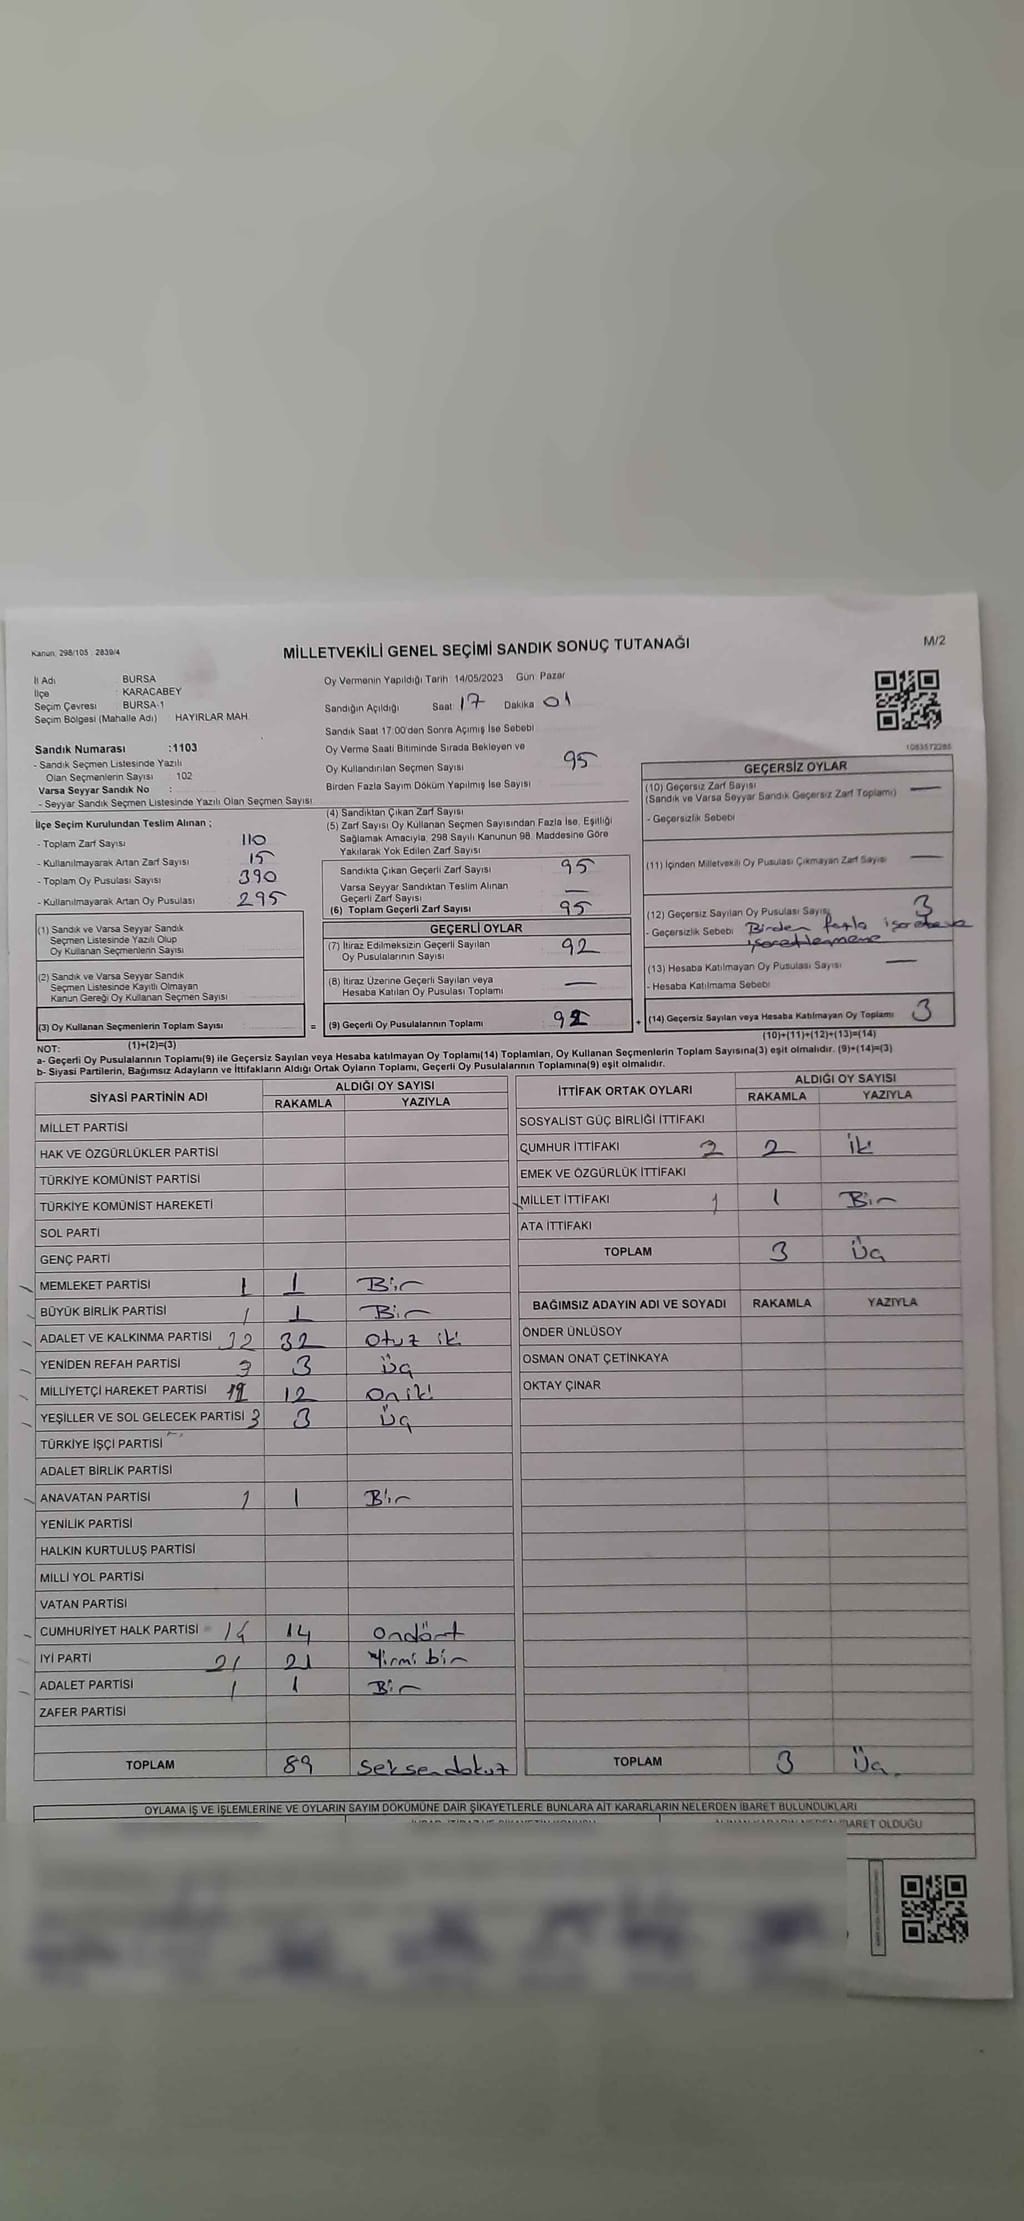 Kanun: 298/105 : 2839/4
MİLLETVEKİLİ GENEL SEÇİMİ SANDIK SONUÇ TUTANAĞI
M/2
İl Adı BURSA
İlçe : KARACABEY
Seçim Çevresi : BURSA-1
Seçim Bölgesi (Mahalle Adı) HAYIRLAR MAH.
Oy Vermenin Yapıldığı Tarih 14/05/2023 Gün Pazar
Sandığın Açıldığı Saat 17 Dakika 01
Sandık Saat 17:00'den Sonra Açımış İse Sebebi
Sandık Numarası :1103
- Sandık Seçmen Listesinde Yazılı
Olan Seçmenlerin Sayısı : 102
Varsa Seyyar Sandık No :
- Seyyar Sandık Seçmen Listesinde Yazılı Olan Seçmen Sayısı
Oy Verme Saati Bitiminde Sırada Bekleyen ve
Oy Kullandırılan Seçmen Sayısı 95
Birden Fazla Sayım Döküm Yapılmış İse Sayısı
1083572285
İlçe Seçim Kurulundan Teslim Alınan ;
- Toplam Zarf Sayısı 110
- Kullanılmayarak Artan Zarf Sayısı 15
- Toplam Oy Pusulası Sayısı 390
- Kullanılmayarak Artan Oy Pusulası 295
(4) Sandıktan Çıkan Zarf Sayısı
(5) Zarf Sayısı Oy Kullanan Seçmen Sayısından Fazla İse, Eşitliği
Sağlamak Amacıyla, 298 Sayılı Kanunun 98. Maddesine Göre
Yakılarak Yok Edilen Zarf Sayısı
Sandıkta Çıkan Geçerli Zarf Sayısı 95
Varsa Seyyar Sandıktan Teslim Alınan
Geçerli Zarf Sayısı —
(6) Toplam Geçerli Zarf Sayısı 95
GEÇERSİZ OYLAR
(10) Geçersiz Zarf Sayısı
(Sandık ve Varsa Seyyar Sandık Geçersiz Zarf Toplamı) —
- Geçersizlik Sebebi
(11) İçinden Milletvekili Oy Pusulası Çıkmayan Zarf Sayısı —
(12) Geçersiz Sayılan Oy Pusulası Sayısı 3
- Geçersizlik Sebebi Birden fazla
(13) Hesaba Katılmayan Oy Pusulası Sayısı —
- Hesaba Katılmama Sebebi
(14) Geçersiz Sayılan veya Hesaba Katılmayan Oy Toplamı 3
(10)+(11)+(12)+(13)=(14)
(1) Sandık ve Varsa Seyyar Sandık
Seçmen Listesinde Yazılı Olup
Oy Kullanan Seçmenlerin Sayısı
(2) Sandık ve Varsa Seyyar Sandık
Seçmen Listesinde Kayıtlı Olmayan
Kanun Gereği Oy Kullanan Seçmen Sayısı
(3) Oy Kullanan Seçmenlerin Toplam Sayısı
(1)+(2)=(3)
GEÇERLİ OYLAR
(7) İtiraz Edilmeksizin Geçerli Sayılan
Oy Pusulalarının Sayısı 92
(8) İtiraz Üzerine Geçerli Sayılan veya
Hesaba Katılan Oy Pusulası Toplamı —
= (9) Geçerli Oy Pusulalarının Toplamı 92 +
NOT:
a- Geçerli Oy Pusulalarının Toplamı(9) ile Geçersiz Sayılan veya Hesaba katılmayan Oy Toplamı(14) Toplamları, Oy Kullanan Seçmenlerin Toplam Sayısına(3) eşit olmalıdır. (9)+(14)=(3)
b- Siyasi Partilerin, Bağımsız Adayların ve İttifakların Aldığı Ortak Oyların Toplamı, Geçerli Oy Pusulalarının Toplamına(9) eşit olmalıdır.
SİYASİ PARTİNİN ADI ALDIĞI OY SAYISI
RAKAMLA YAZIYLA
MİLLET PARTİSİ
HAK VE ÖZGÜRLÜKLER PARTİSİ
TÜRKİYE KOMÜNİST PARTİSİ
TÜRKİYE KOMÜNİST HAREKETİ
SOL PARTİ
GENÇ PARTİ
MEMLEKET PARTİSİ 1 1 Bir
BÜYÜK BİRLİK PARTİSİ 1 1 Bir
ADALET VE KALKINMA PARTİSİ 32 32 Otuz iki
YENİDEN REFAH PARTİSİ 3 3 Üç
MİLLİYETÇİ HAREKET PARTİSİ 12 12 Oniki
YEŞİLLER VE SOL GELECEK PARTİSİ 3 3 Üç
TÜRKİYE İŞÇİ PARTİSİ
ADALET BİRLİK PARTİSİ
ANAVATAN PARTİSİ 1 1 Bir
YENİLİK PARTİSİ
HALKIN KURTULUŞ PARTİSİ
MİLLİ YOL PARTİSİ
VATAN PARTİSİ
CUMHURİYET HALK PARTİSİ 14 14 Ondört
İYİ PARTİ 21 21 Yirmi bir
ADALET PARTİSİ 1 1 Bir
ZAFER PARTİSİ
TOPLAM 89 Seksendokuz
İTTİFAK ORTAK OYLARI ALDIĞI OY SAYISI
RAKAMLA YAZIYLA
SOSYALİST GÜÇ BİRLİĞİ İTTİFAKI
CUMHUR İTTİFAKI 2 2 iki
EMEK VE ÖZGÜRLÜK İTTİFAKI
MİLLET İTTİFAKI 1 1 Bir
ATA İTTİFAKI
TOPLAM 3 Üç
BAĞIMSIZ ADAYIN ADI VE SOYADI RAKAMLA YAZIYLA
ÖNDER ÜNLÜSOY
OSMAN ONAT ÇETİNKAYA
OKTAY ÇINAR
TOPLAM 3 Üç.
OYLAMA İŞ VE İŞLEMLERİNE VE OYLARIN SAYIM DÖKÜMÜNE DAİR ŞİKAYETLERLE BUNLARA AİT KARARLARIN NELERDEN İBARET BULUNDUKLARI
OLDUĞU